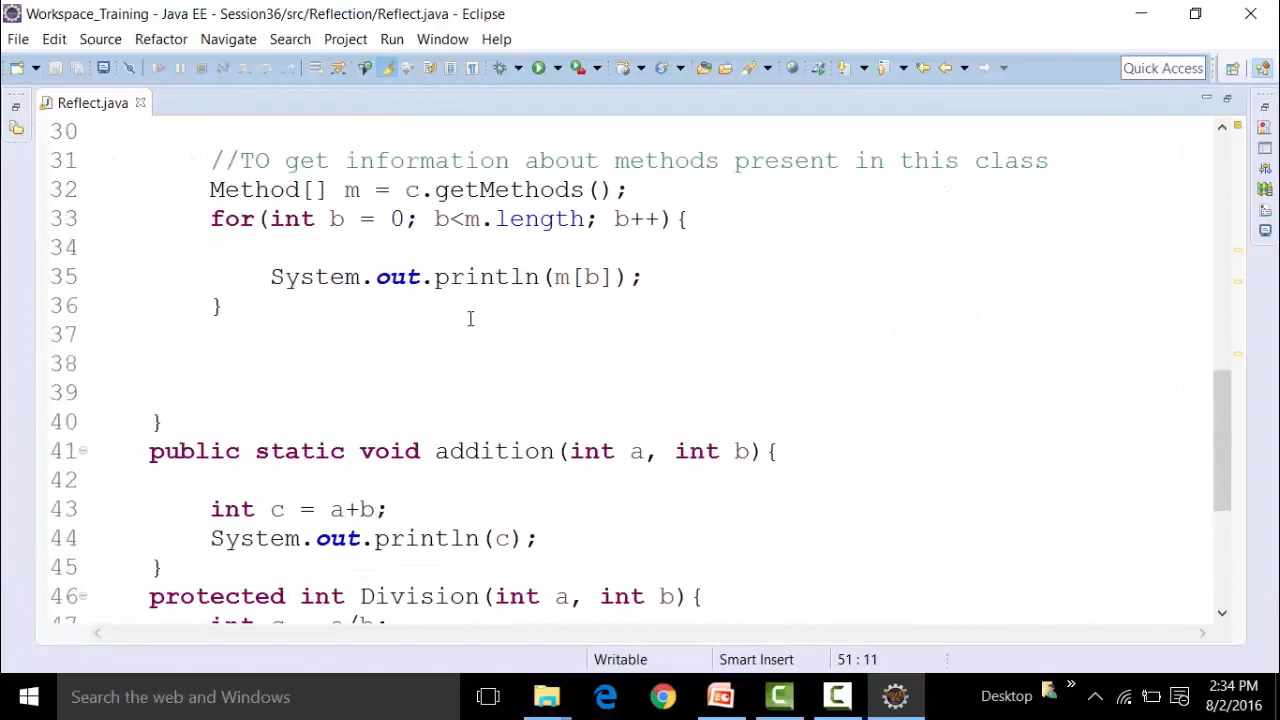 Workspace_Training - Java EE - Session36/src/Reflection/Reflect.java - Eclipse
File Edit Source Refactor Navigate Search Project Run Window Help
Quick Access
Reflect.java
30
31 //TO get information about methods present in this class
32 Method[] m = c.getMethods();
33 for(int b = 0; b<m.length; b++){
34
35 System.out.println(m[b]);
36 }
37
38
39
40 }
41 public static void addition(int a, int b){
42
43 int c = a+b;
44 System.out.println(c);
45 }
46 protected int Division(int a, int b){
Writable Smart Insert 51 : 11
Search the web and Windows
Desktop
2:34 PM
8/2/2016